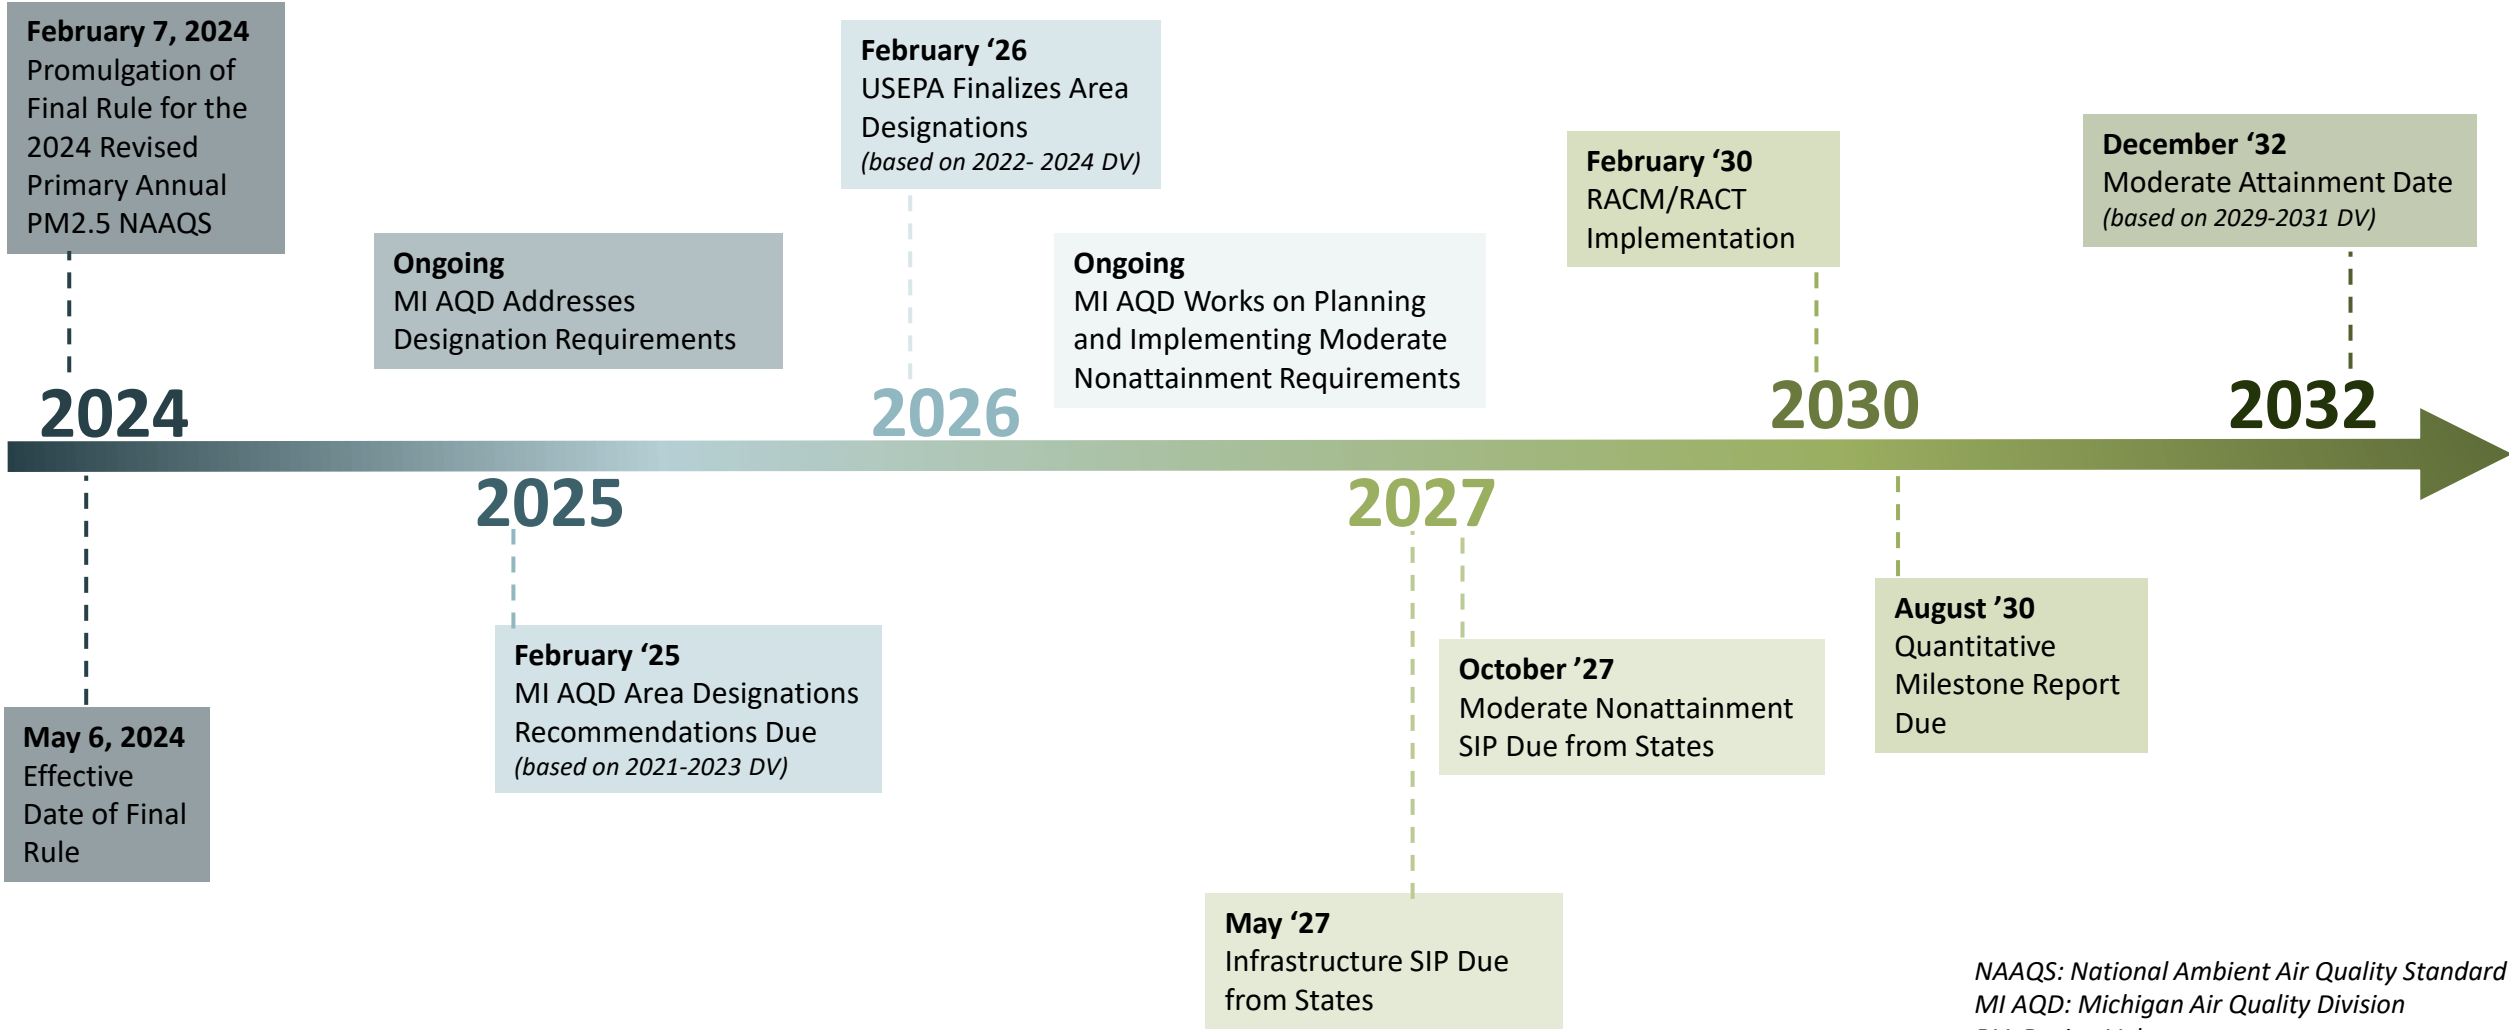 February 7, 2024
Promulgation of
Final Rule for the
2024 Revised
Primary Annual
PM2.5 NAAQS
Ongoing
MI AQD Addresses
Designation Requirements
February ‘26
USEPA Finalizes Area
Designations
(based on 2022- 2024 DV)
Ongoing
MI AQD Works on Planning
and Implementing Moderate
Nonattainment Requirements
February ‘30
RACM/RACT
Implementation
December ‘32
Moderate Attainment Date
(based on 2029-2031 DV)
2024
2026
2030
2032
2025
2027
May 6, 2024
Effective
Date of Final
Rule
February ‘25
MI AQD Area Designations
Recommendations Due
(based on 2021-2023 DV)
May ‘27
Infrastructure SIP Due
from States
October ’27
Moderate Nonattainment
SIP Due from States
August ’30
Quantitative
Milestone Report
Due
NAAQS: National Ambient Air Quality Standard
MI AQD: Michigan Air Quality Division